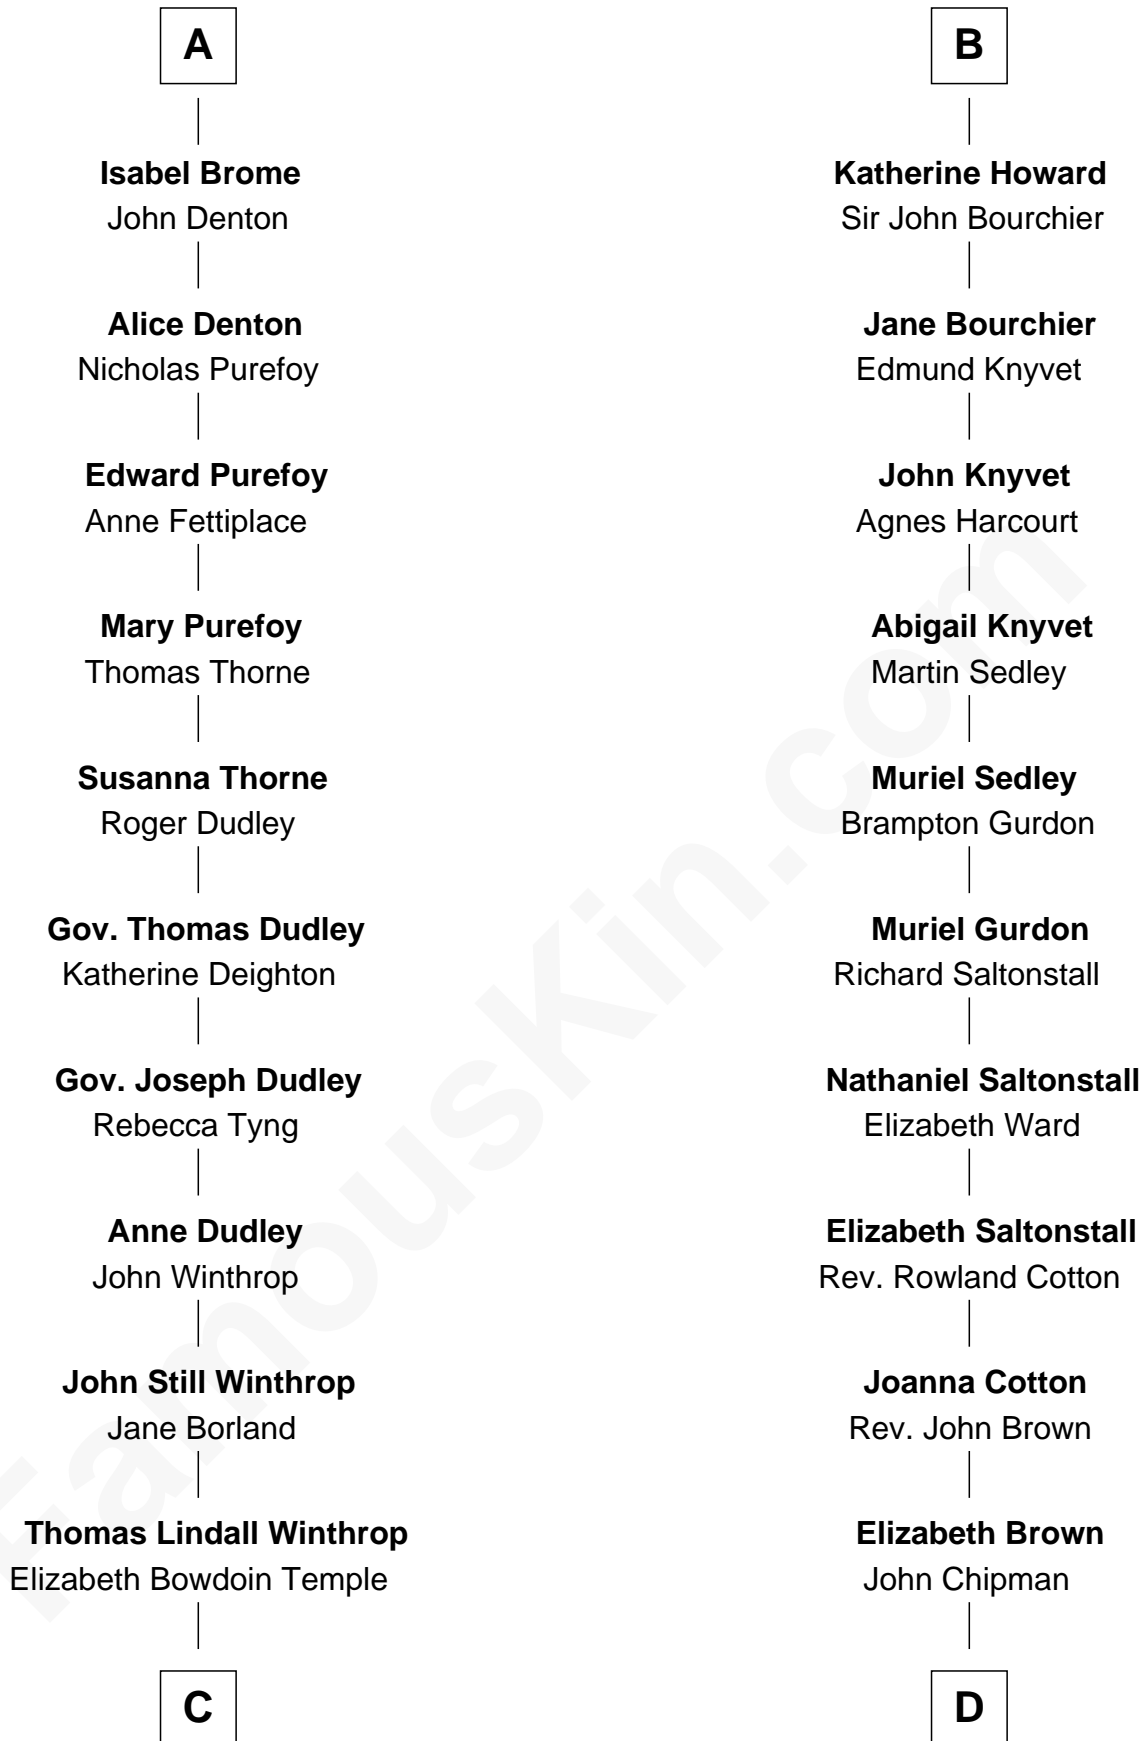 A
Isabel Brome
John Denton
Alice Denton
Nicholas Purefoy
Edward Purefoy
Anne Fettiplace
Mary Purefoy
Thomas Thorne
Susanna Thorne
Roger Dudley
Gov. Thomas Dudley
Katherine Deighton
Gov. Joseph Dudley
Rebecca Tyng
Anne Dudley
John Winthrop
John Still Winthrop
Jane Borland
Thomas Lindall Winthrop
Elizabeth Bowdoin Temple
C
B
Katherine Howard
Sir John Bourchier
Jane Bourchier
Edmund Knyvet
John Knyvet
Agnes Harcourt
Abigail Knyvet
Martin Sedley
Muriel Sedley
Brampton Gurdon
Muriel Gurdon
Richard Saltonstall
Nathaniel Saltonstall
Elizabeth Ward
Elizabeth Saltonstall
Rev. Rowland Cotton
Joanna Cotton
Rev. John Brown
Elizabeth Brown
John Chipman
D
FamousKin.com